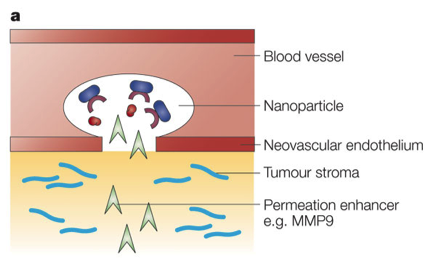 a
Blood vessel
Nanoparticle
Neovascular endothelium
Tumour stroma
Permeation enhancer
e.g. MMP9